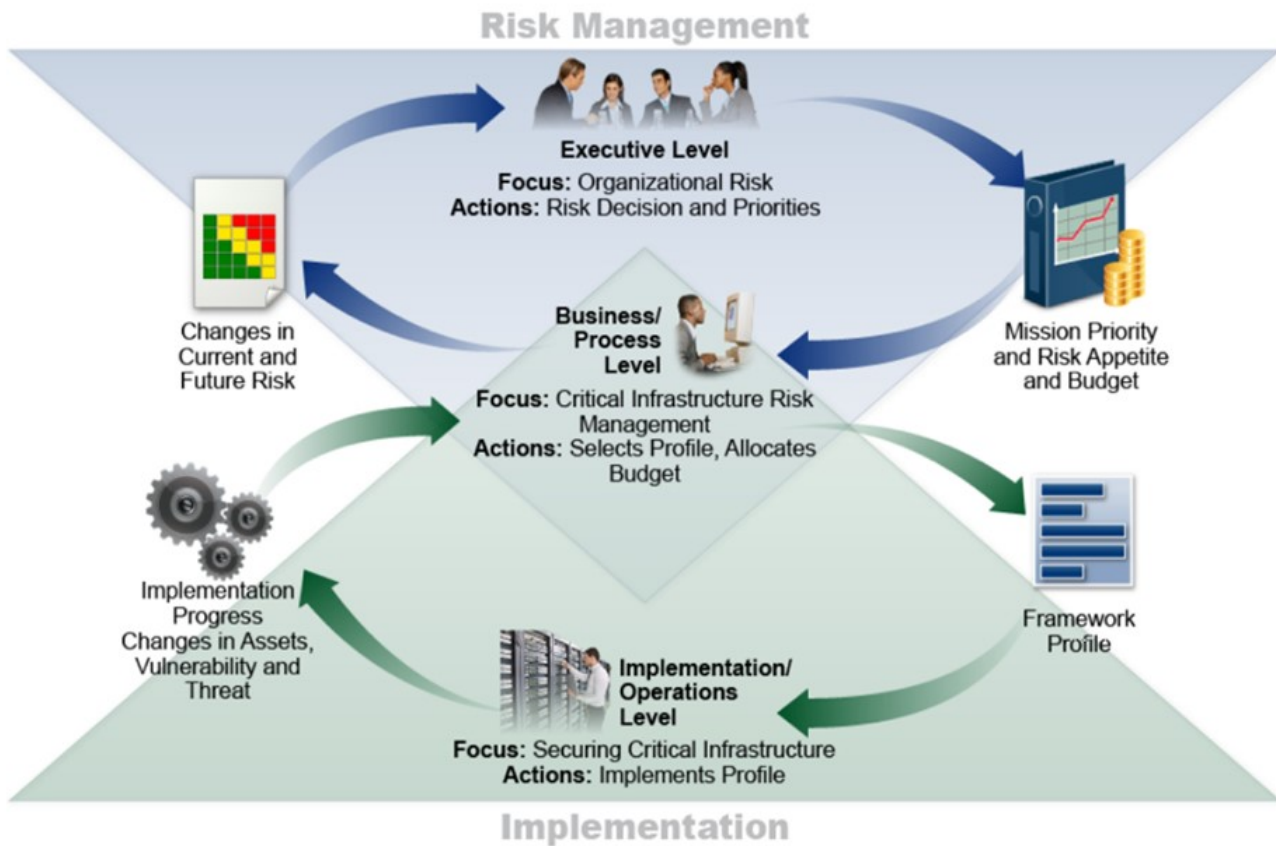 Risk Management
Executive Level
Focus: Organizational Risk
Actions: Risk Decision and Priorities
Changes in
Current and
Future Risk
Mission Priority
and Risk Appetite
and Budget
Business/
Process
Level
Focus: Critical Infrastructure Risk
Management
Actions: Selects Profile, Allocates
Budget
Implementation
Progress
Changes in Assets,
Vulnerability and
Threat
Framework
Profile
Implementation/
Operations
Level
Focus: Securing Critical Infrastructure
Actions: Implements Profile
Implementation